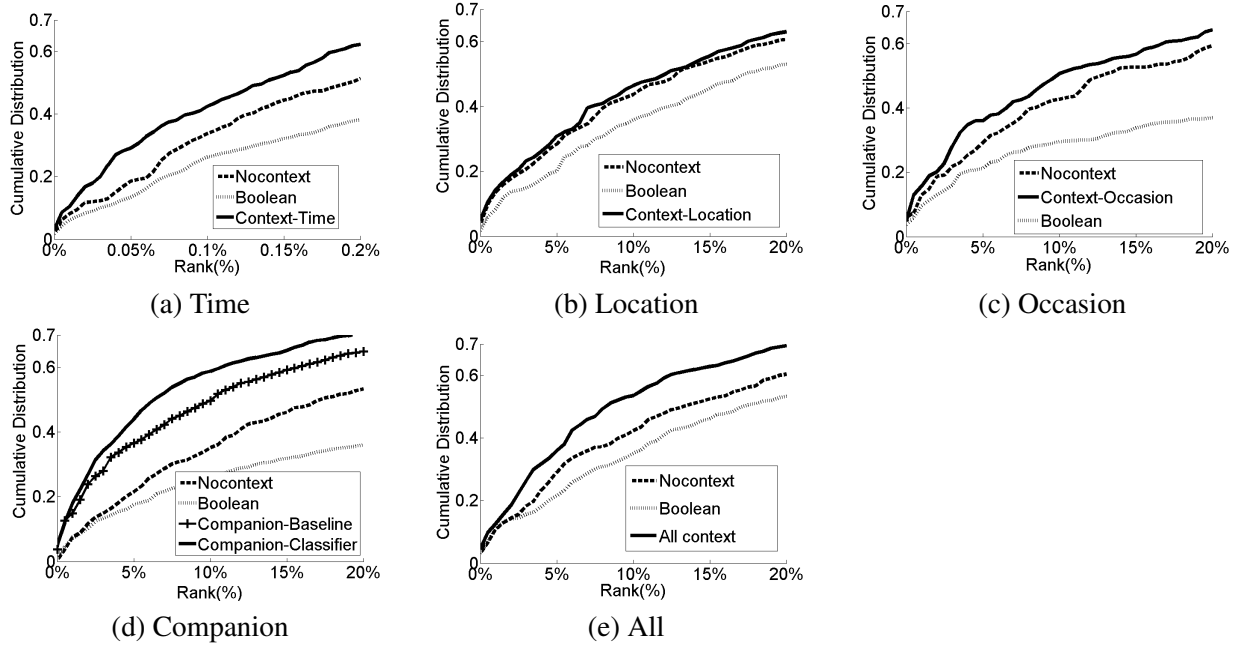 0.7
0.6
0.4
0.2
0
Cumulative Distribution
Nocontext
Boolean
Context-Time
0% 0.05% 0.1% 0.15% 0.2%
Rank(%)
(a) Time
0.7
0.6
0.4
0.2
0
Cumulative Distribution
Nocontext
Boolean
Context-Location
0% 5% 10% 15% 20%
Rank(%)
(b) Location
0.7
0.6
0.4
0.2
0
Cumulative Distribution
Nocontext
Context-Occasion
Boolean
0% 5% 10% 15% 20%
Rank(%)
(c) Occasion
0.7
0.6
0.4
0.2
0
Cumulative Distribution
Nocontext
Boolean
Companion-Baseline
Companion-Classifier
0% 5% 10% 15% 20%
Rank(%)
(d) Companion
0.7
0.6
0.4
0.2
0
Cumulative Distribution
Nocontext
Boolean
All context
0% 5% 10% 15% 20%
Rank(%)
(e) All